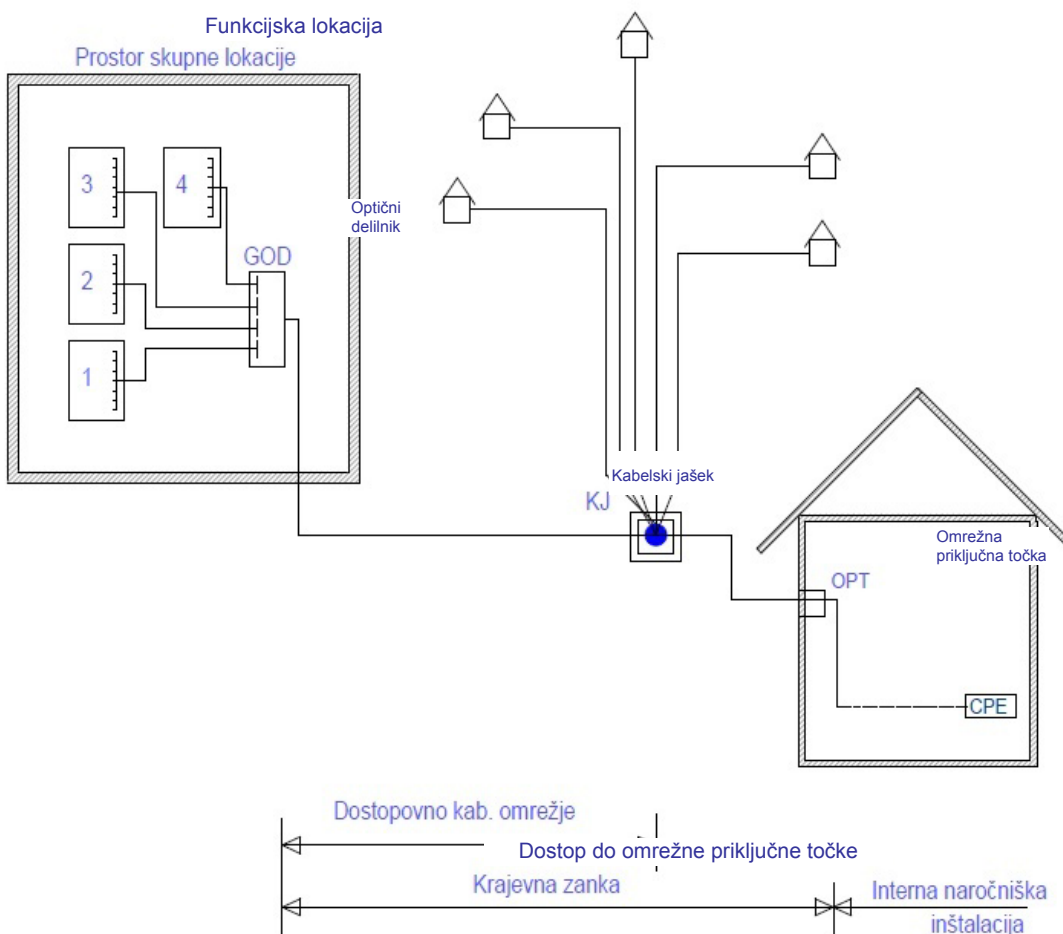 Funkcijska lokacija
Prostor skupne lokacije
3
4
Optični
delilnik
GOD
2
1
Kabelski jašek
KJ
Omrežna
priključna točka
OPT
CPE
Dostopovno kab. omrežje
Dostop do omrežne priključne točke
Krajevna zanka
Interna naročniška
inštalacija